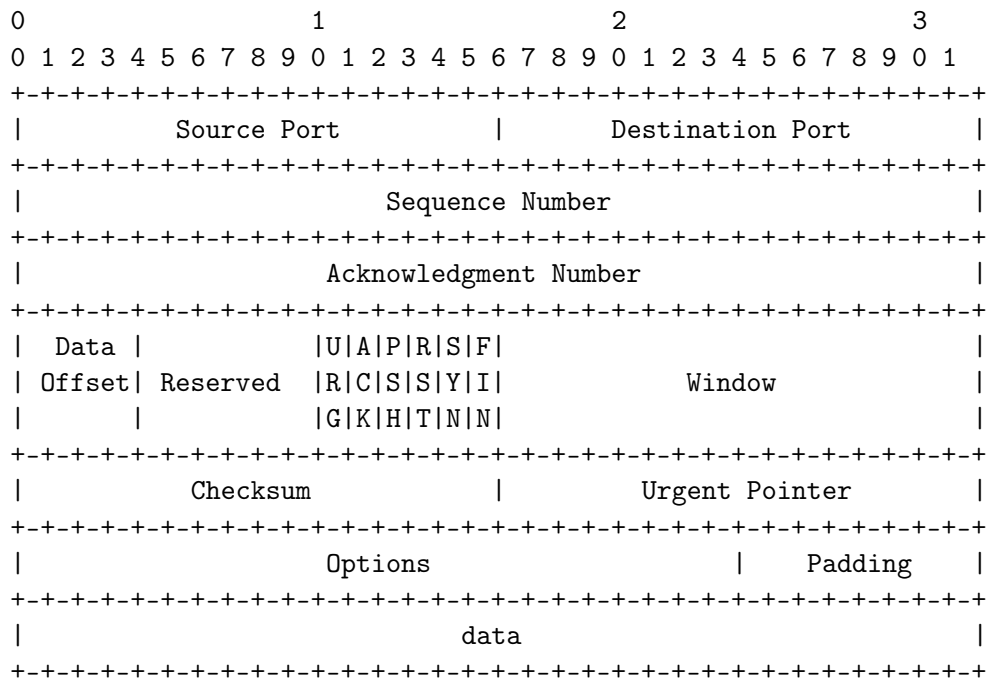 0                   1                   2                   3
0 1 2 3 4 5 6 7 8 9 0 1 2 3 4 5 6 7 8 9 0 1 2 3 4 5 6 7 8 9 0 1
+-+-+-+-+-+-+-+-+-+-+-+-+-+-+-+-+-+-+-+-+-+-+-+-+-+-+-+-+-+-+-+-+
|          Source Port          |       Destination Port        |
+-+-+-+-+-+-+-+-+-+-+-+-+-+-+-+-+-+-+-+-+-+-+-+-+-+-+-+-+-+-+-+-+
|                        Sequence Number                        |
+-+-+-+-+-+-+-+-+-+-+-+-+-+-+-+-+-+-+-+-+-+-+-+-+-+-+-+-+-+-+-+-+
|                    Acknowledgment Number                      |
+-+-+-+-+-+-+-+-+-+-+-+-+-+-+-+-+-+-+-+-+-+-+-+-+-+-+-+-+-+-+-+-+
|  Data |           |U|A|P|R|S|F|                               |
| Offset| Reserved  |R|C|S|S|Y|I|            Window             |
|       |           |G|K|H|T|N|N|                               |
+-+-+-+-+-+-+-+-+-+-+-+-+-+-+-+-+-+-+-+-+-+-+-+-+-+-+-+-+-+-+-+-+
|           Checksum            |         Urgent Pointer        |
+-+-+-+-+-+-+-+-+-+-+-+-+-+-+-+-+-+-+-+-+-+-+-+-+-+-+-+-+-+-+-+-+
|                    Options                    |    Padding    |
+-+-+-+-+-+-+-+-+-+-+-+-+-+-+-+-+-+-+-+-+-+-+-+-+-+-+-+-+-+-+-+-+
|                             data                              |
+-+-+-+-+-+-+-+-+-+-+-+-+-+-+-+-+-+-+-+-+-+-+-+-+-+-+-+-+-+-+-+-+